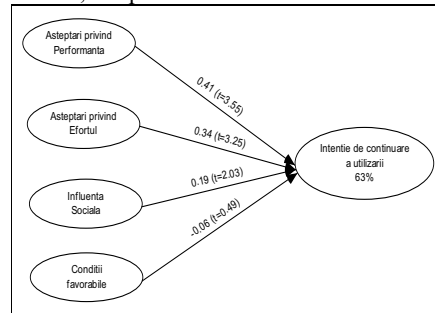 Asteptari privind
Performanta
0.41 (t=3.55)
Asteptari privind
Efortul
0.34 (t=3.25)
Intentie de continuare
a utilizarii
63%
0.19 (t=2.03)
Influenta
Sociala
-0.06 (t=0.49)
Conditii
favorabile